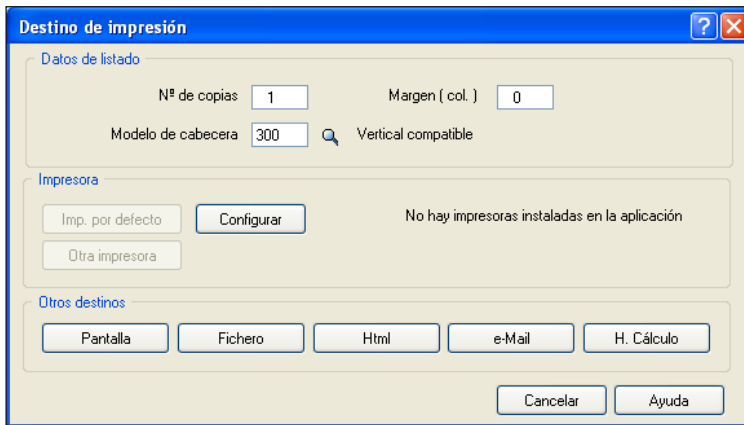 Destino de impresión
Datos de listado
Nº de copias 1 Margen ( col. ) 0
Modelo de cabecera 300 Vertical compatible
Impresora
Imp. por defecto Configurar No hay impresoras instaladas en la aplicación
Otra impresora
Otros destinos
Pantalla Fichero Html e-Mail H. Cálculo
Cancelar Ayuda